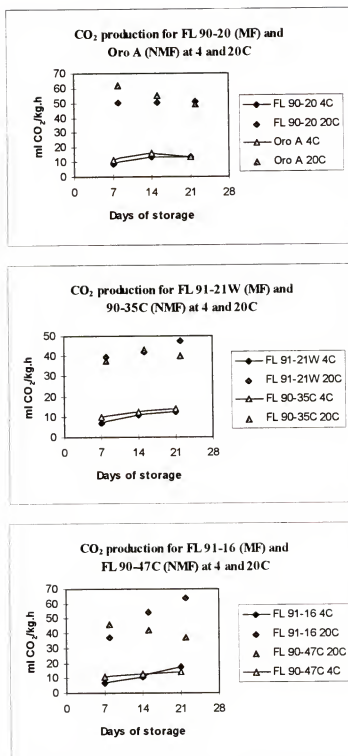 CO₂ production for FL 90-20 (MF) and
Oro A (NMF) at 4 and 20C
ml CO₂/kg.h
70
60
50
40
30
20
10
0
0 7 14 21 28
Days of storage
FL 90-20 4C
FL 90-20 20C
Oro A 4C
Oro A 20C
CO₂ production for FL 91-21W (MF) and
90-35C (NMF) at 4 and 20C
ml CO₂/kg.h
50
40
30
20
10
0
0 7 14 21 28
Days of storage
FL 91-21W 4C
FL 91-21W 20C
FL 90-35C 4C
FL 90-35C 20C
CO₂ production for FL 91-16 (MF) and
FL 90-47C (NMF) at 4 and 20C
ml CO₂/kg.h
70
60
50
40
30
20
10
0
0 7 14 21 28
Days of storage
FL 91-16 4C
FL 91-16 20C
FL 90-47C 20C
FL 90-47C 4C